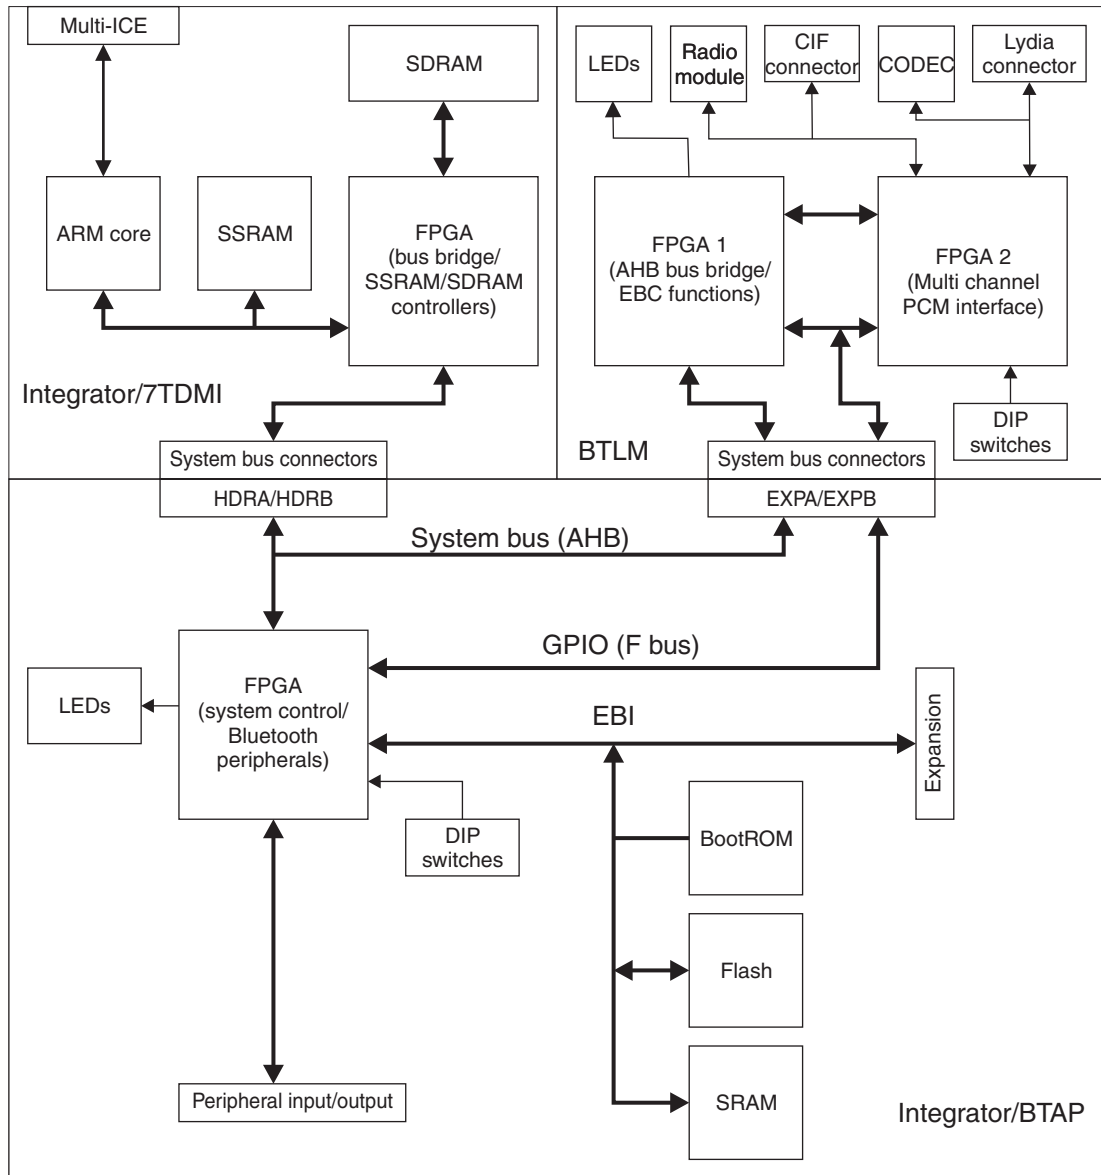 Multi-ICE
SDRAM
ARM core
SSRAM
FPGA
(bus bridge/
SSRAM/SDRAM
controllers)
Integrator/7TDMI
System bus connectors
LEDs
Radio
module
CIF
connector
CODEC
Lydia
connector
FPGA 1
(AHB bus bridge/
EBC functions)
FPGA 2
(Multi channel
PCM interface)
DIP
switches
BTLM
System bus connectors
HDRA/HDRB
EXPA/EXPB
System bus (AHB)
GPIO (F bus)
LEDs
FPGA
(system control/
Bluetooth
peripherals)
EBI
Expansion
DIP
switches
BootROM
Flash
SRAM
Peripheral input/output
Integrator/BTAP